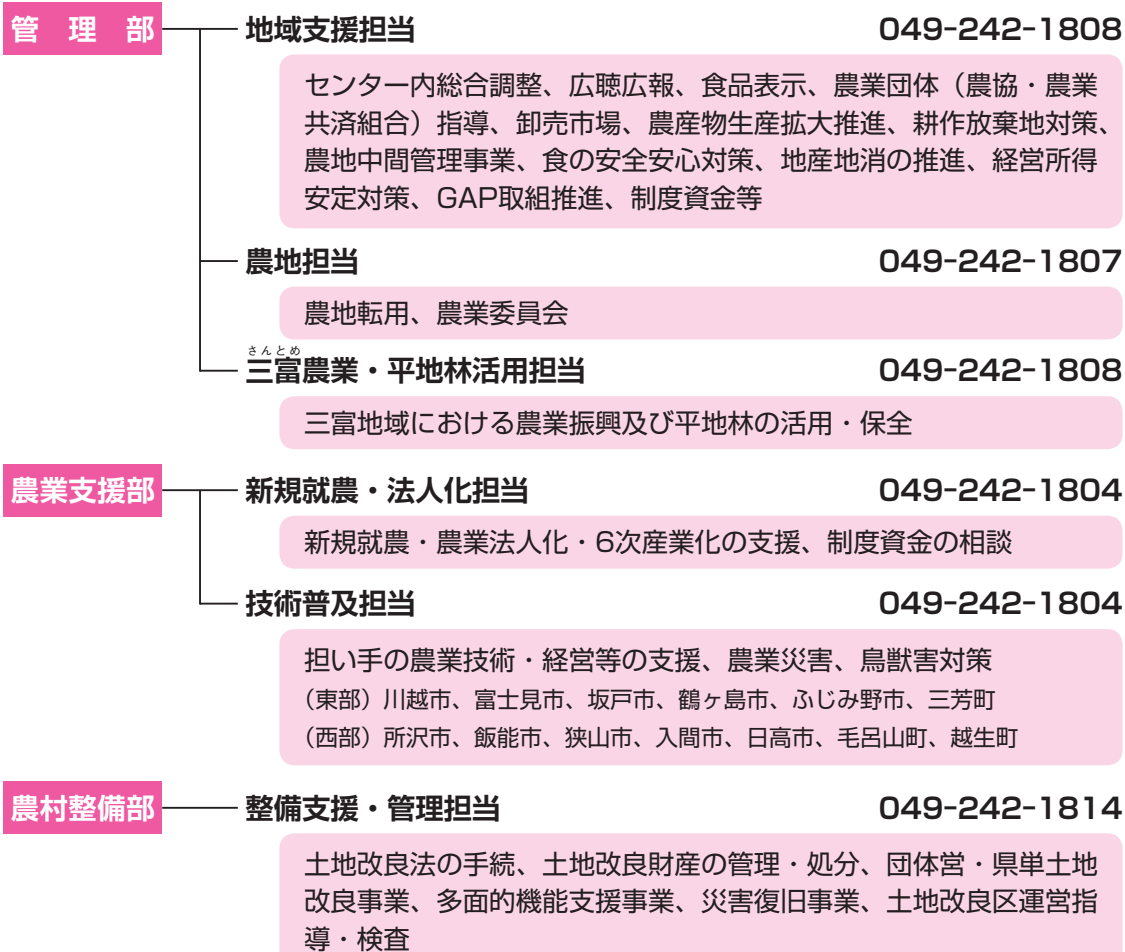 管理部
地域支援担当 049-242-1808
センター内総合調整、広聴広報、食品表示、農業団体（農協・農業
共済組合）指導、卸売市場、農産物生産拡大推進、耕作放棄地対策、
農地中間管理事業、食の安全安心対策、地産地消の推進、経営所得
安定対策、GAP取組推進、制度資金等
農地担当 049-242-1807
農地転用、農業委員会
さんとめ
三富農業・平地林活用担当 049-242-1808
三富地域における農業振興及び平地林の活用・保全
農業支援部
新規就農・法人化担当 049-242-1804
新規就農・農業法人化・6次産業化の支援、制度資金の相談
技術普及担当 049-242-1804
担い手の農業技術・経営等の支援、農業災害、鳥獣害対策
（東部）川越市、富士見市、坂戸市、鶴ヶ島市、ふじみ野市、三芳町
（西部）所沢市、飯能市、狭山市、入間市、日高市、毛呂山町、越生町
農村整備部
整備支援・管理担当 049-242-1814
土地改良法の手続、土地改良財産の管理・処分、団体営・県単土地
改良事業、多面的機能支援事業、災害復旧事業、土地改良区運営指
導・検査